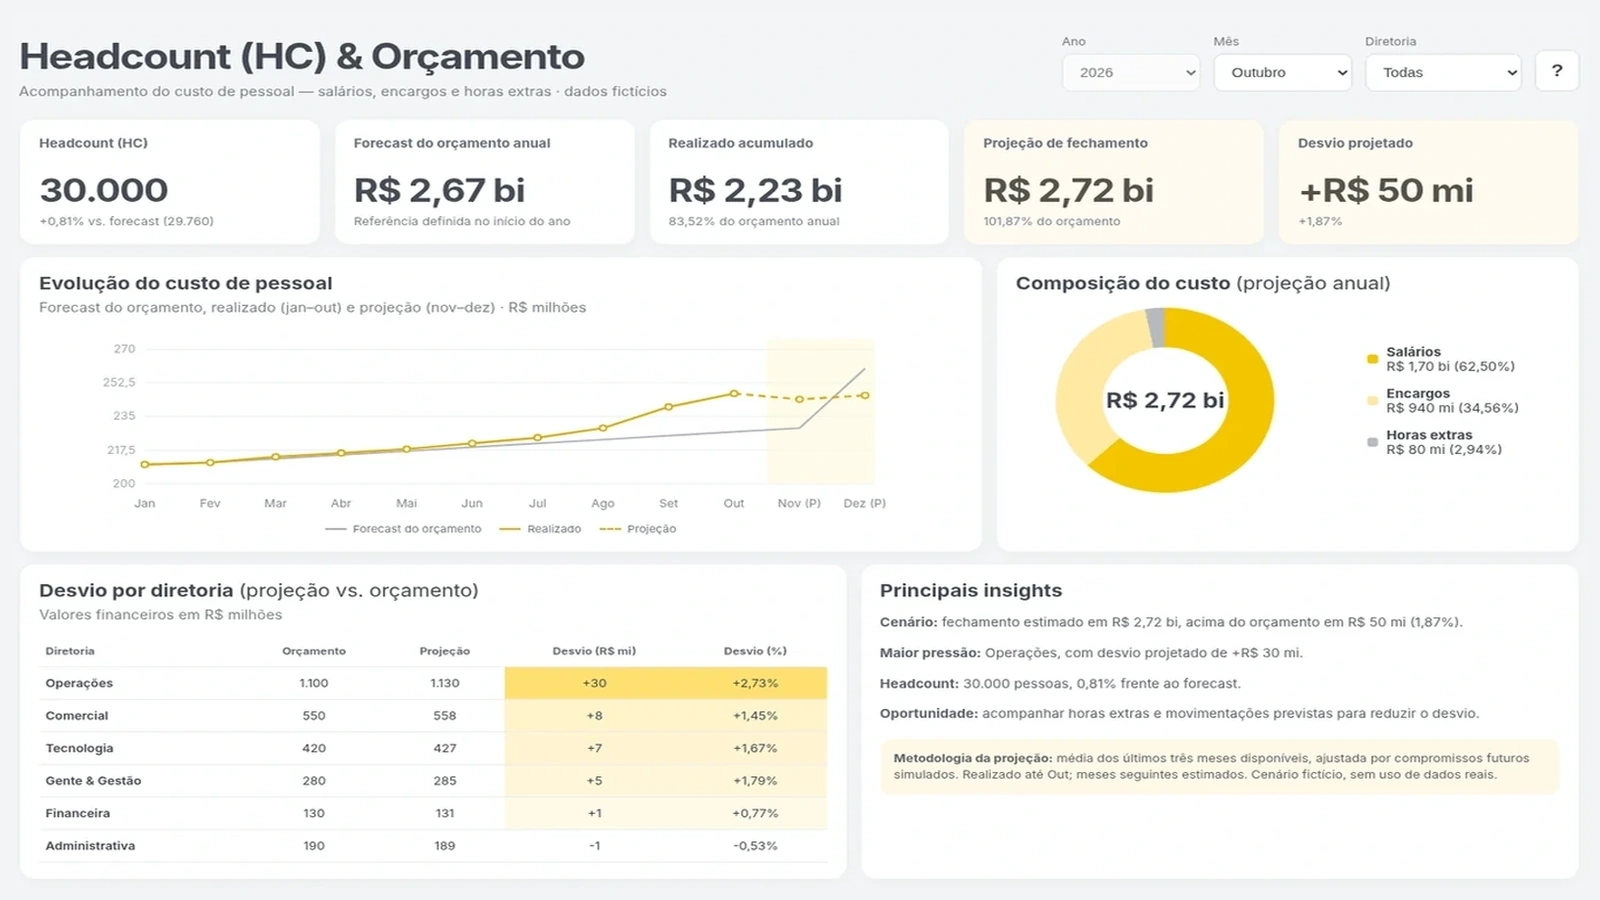 Headcount (HC) & Orçamento
Acompanhamento do custo de pessoal — salários, encargos e horas extras · dados fictícios
Ano
2026
Mês
Outubro
Diretoria
Todas
?
Headcount (HC)
30.000
+0,81% vs. forecast (29.760)
Forecast do orçamento anual
R$ 2,67 bi
Referência definida no início do ano
Realizado acumulado
R$ 2,23 bi
83,52% do orçamento anual
Projeção de fechamento
R$ 2,72 bi
101,87% do orçamento
Desvio projetado
+R$ 50 mi
+1,87%
Evolução do custo de pessoal
Forecast do orçamento, realizado (jan–out) e projeção (nov–dez) · R$ milhões
270
252,5
235
217,5
200
Jan Fev Mar Abr Mai Jun Jul Ago Set Out Nov (P) Dez (P)
Forecast do orçamento Realizado Projeção
Composição do custo (projeção anual)
R$ 2,72 bi
Salários
R$ 1,70 bi (62,50%)
Encargos
R$ 940 mi (34,56%)
Horas extras
R$ 80 mi (2,94%)
Desvio por diretoria (projeção vs. orçamento)
Valores financeiros em R$ milhões
Diretoria Orçamento Projeção Desvio (R$ mi) Desvio (%)
Operações 1.100 1.130 +30 +2,73%
Comercial 550 558 +8 +1,45%
Tecnologia 420 427 +7 +1,67%
Gente & Gestão 280 285 +5 +1,79%
Financeira 130 131 +1 +0,77%
Administrativa 190 189 -1 -0,53%
Principais insights
Cenário: fechamento estimado em R$ 2,72 bi, acima do orçamento em R$ 50 mi (1,87%).
Maior pressão: Operações, com desvio projetado de +R$ 30 mi.
Headcount: 30.000 pessoas, 0,81% frente ao forecast.
Oportunidade: acompanhar horas extras e movimentações previstas para reduzir o desvio.
Metodologia da projeção: média dos últimos três meses disponíveis, ajustada por compromissos futuros
simulados. Realizado até Out; meses seguintes estimados. Cenário fictício, sem uso de dados reais.